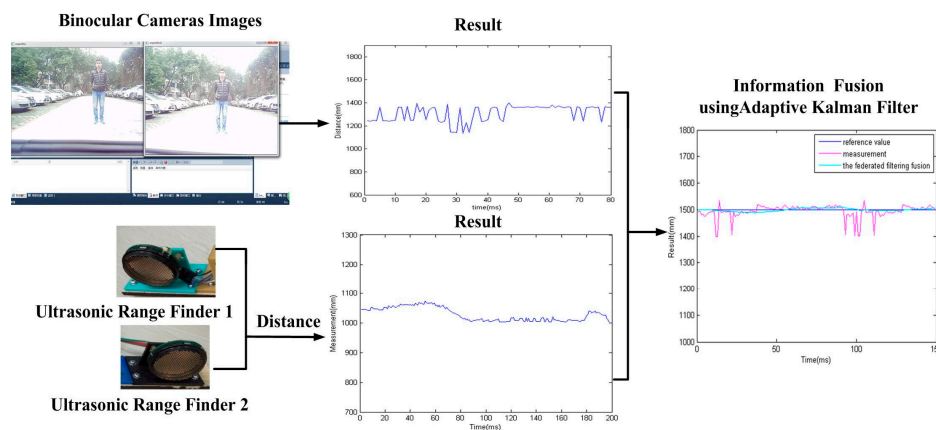 Binocular Cameras Images
Result
Distance(mm)
1800
1600
1400
1200
1000
800
600
0 10 20 30 40 50 60 70 80
time(ms)
Ultrasonic Range Finder 1
Distance
Ultrasonic Range Finder 2
Result
Measurement(mm)
1300
1200
1100
1000
900
800
700
0 20 40 60 80 100 120 140 160 180 200
Time(ms)
Information Fusion
usingAdaptive Kalman Filter
reference value
measurement
the federated filtering fusion
Result(mm)
1800
1700
1600
1500
1400
1300
1200
1100
1000
0 50 100
Time(ms)